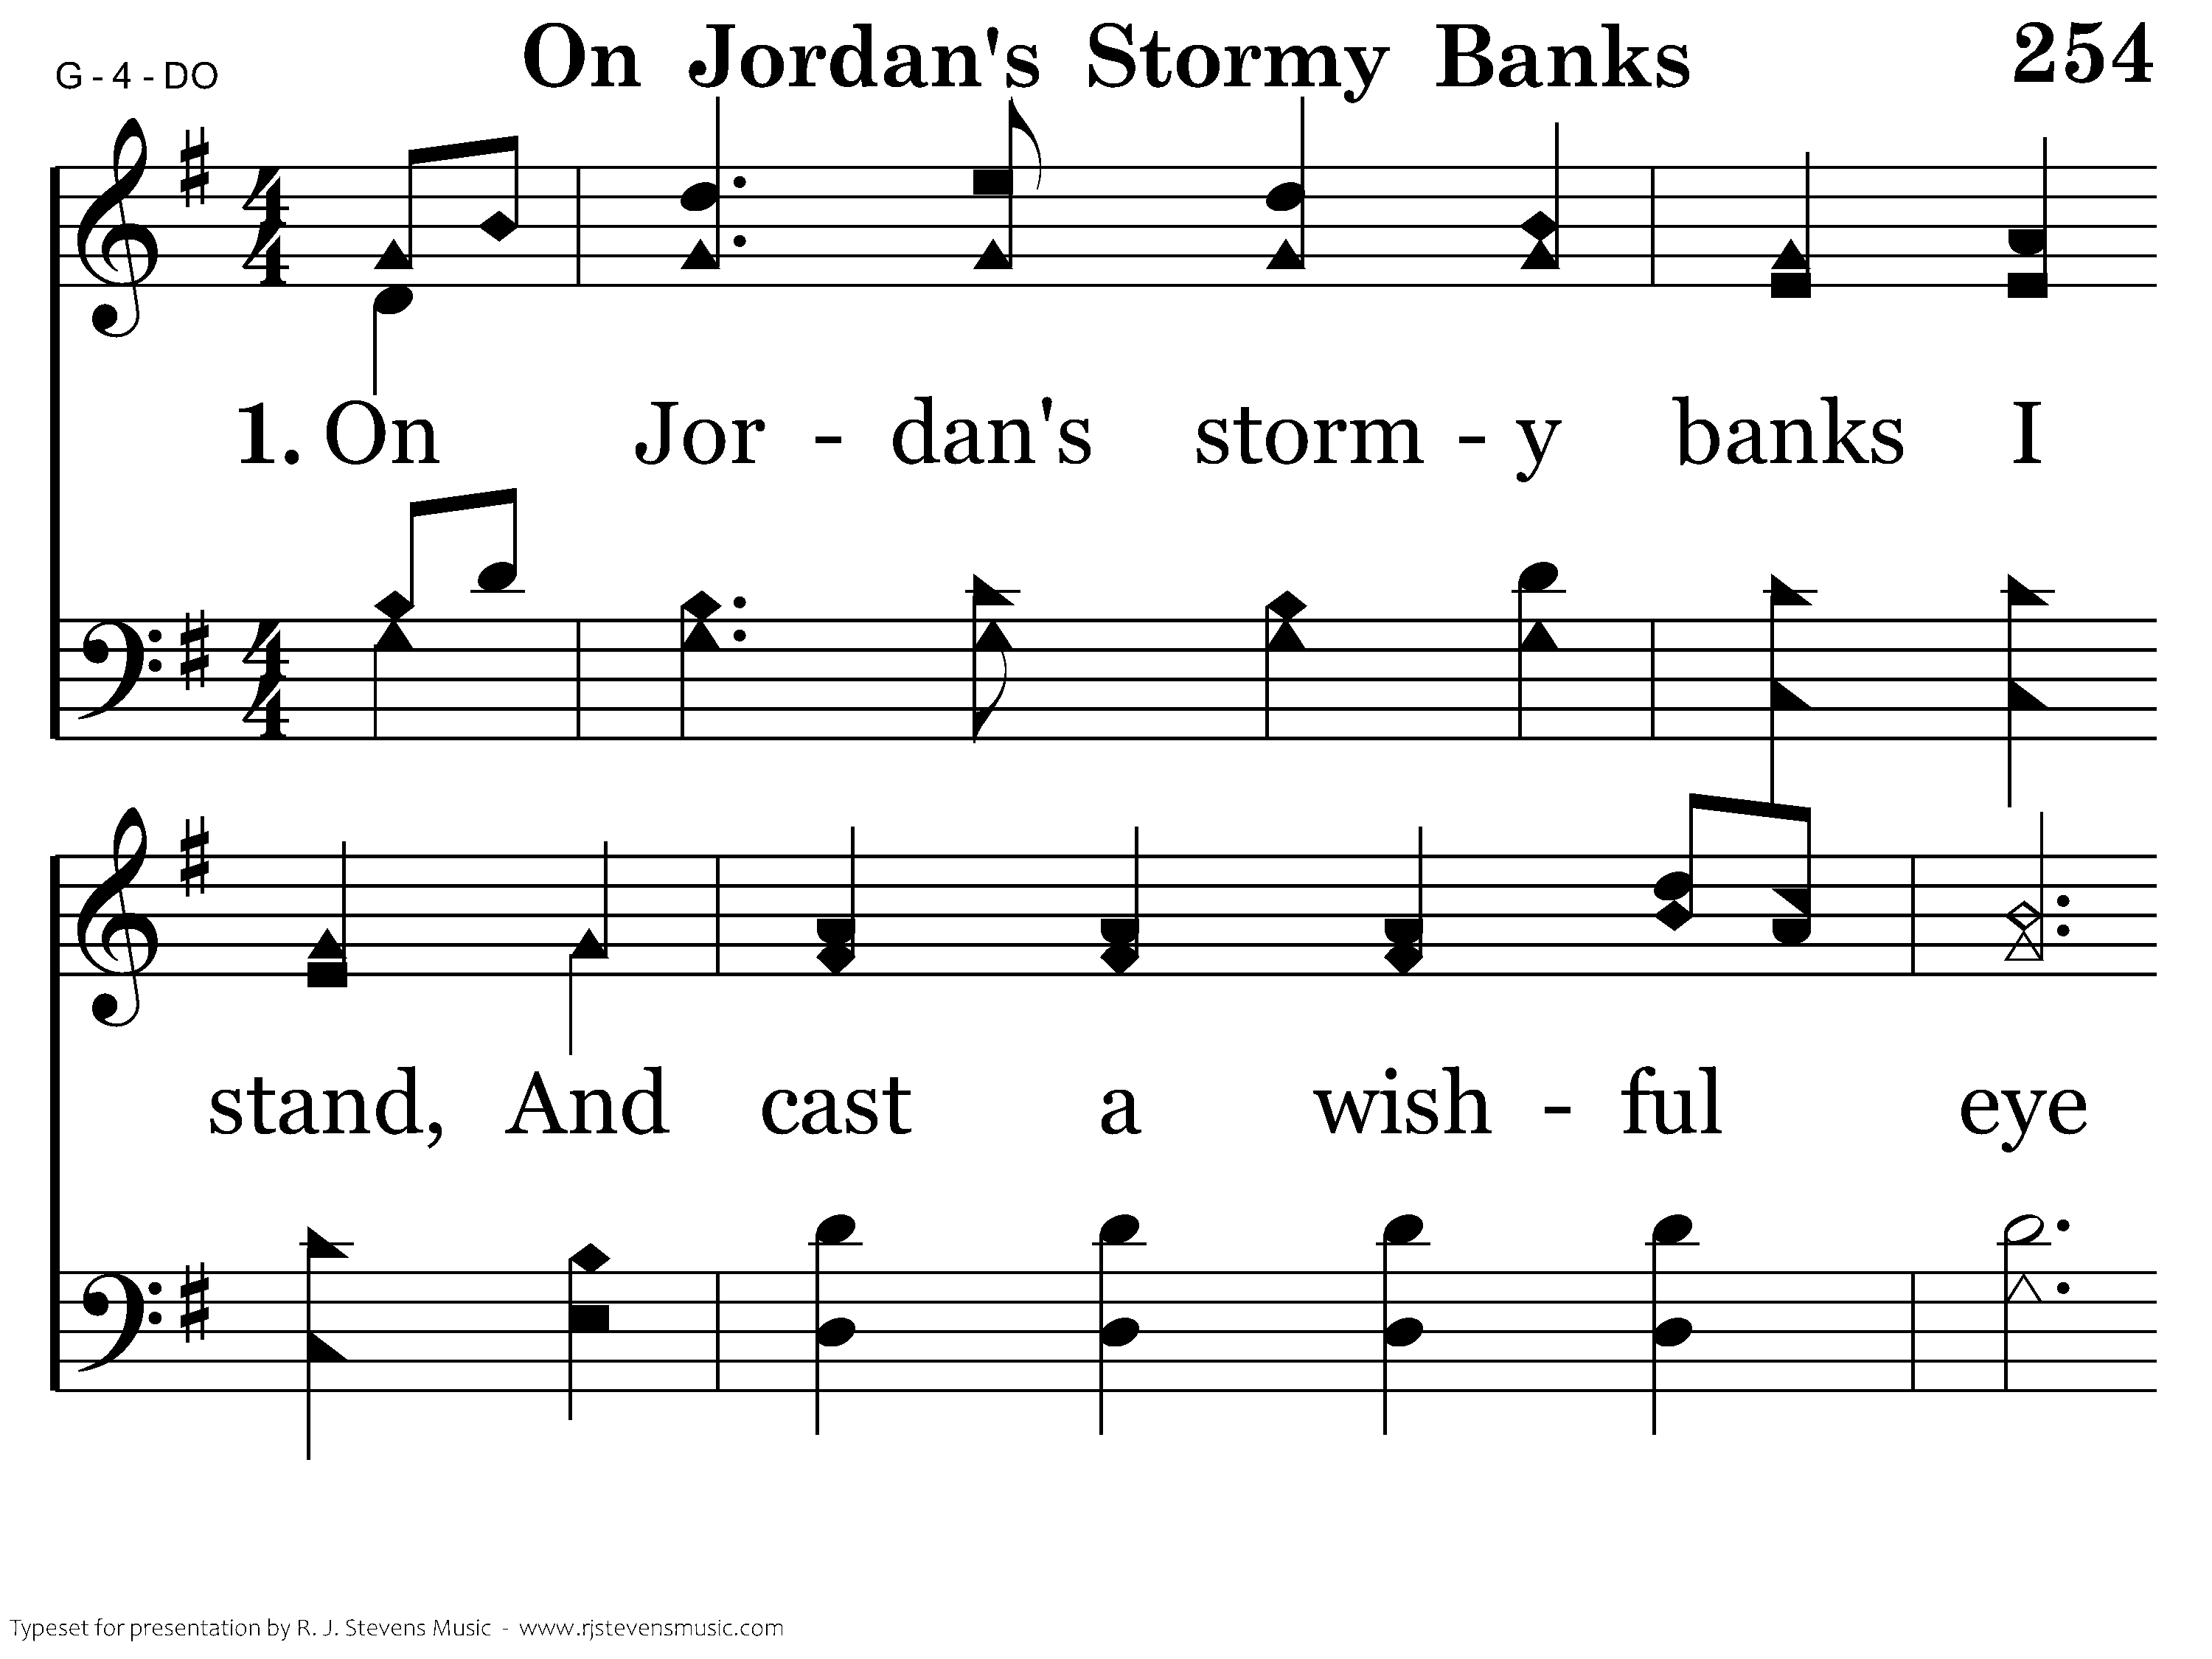 On Jordan's Stormy Banks
254
G - 4 - DO
1. On Jor - dan's storm - y banks I
stand, And cast a wish - ful eye
Typeset for presentation by R. J. Stevens Music - www.rjstevensmusic.com